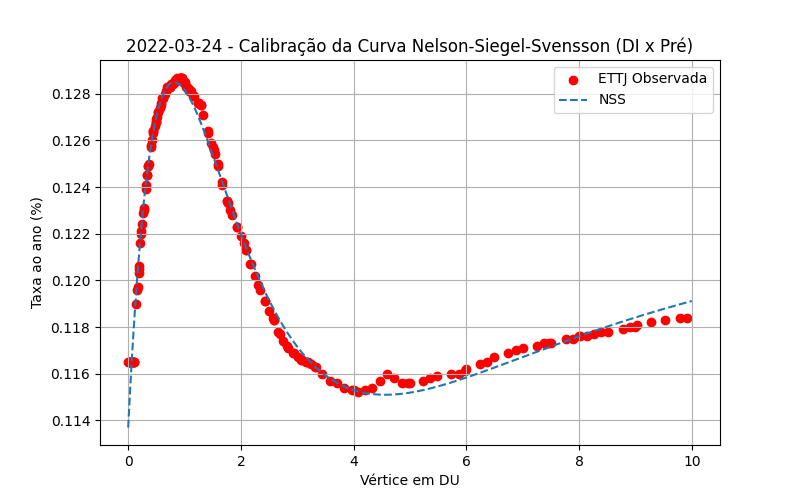 2022-03-24 - Calibração da Curva Nelson-Siegel-Svensson (DI x Pré)
ETTJ Observada
NSS
Taxa ao ano (%)
0.128
0.126
0.124
0.122
0.120
0.118
0.116
0.114
0 2 4 6 8 10
Vértice em DU